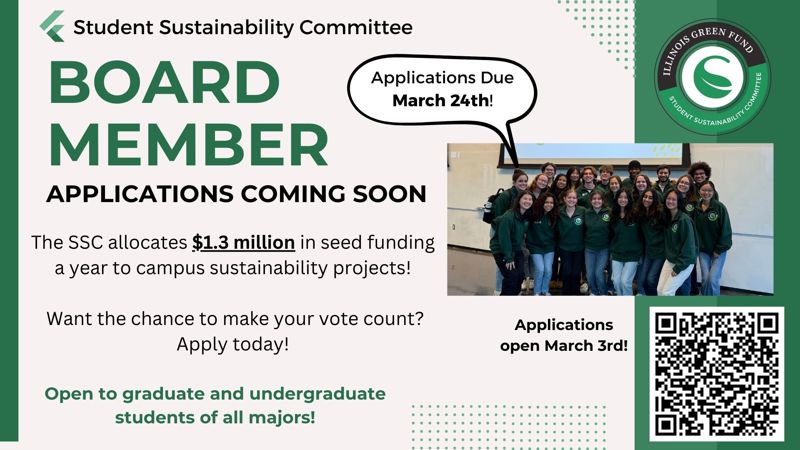 Student Sustainability Committee
BOARD
MEMBER
APPLICATIONS COMING SOON
The SSC allocates $1.3 million in seed funding
a year to campus sustainability projects!
Want the chance to make your vote count?
Apply today!
Open to graduate and undergraduate
students of all majors!
Applications Due
March 24th!
ILLINOIS GREEN FUND
STUDENT SUSTAINABILITY COMMITTEE
Applications
open March 3rd!